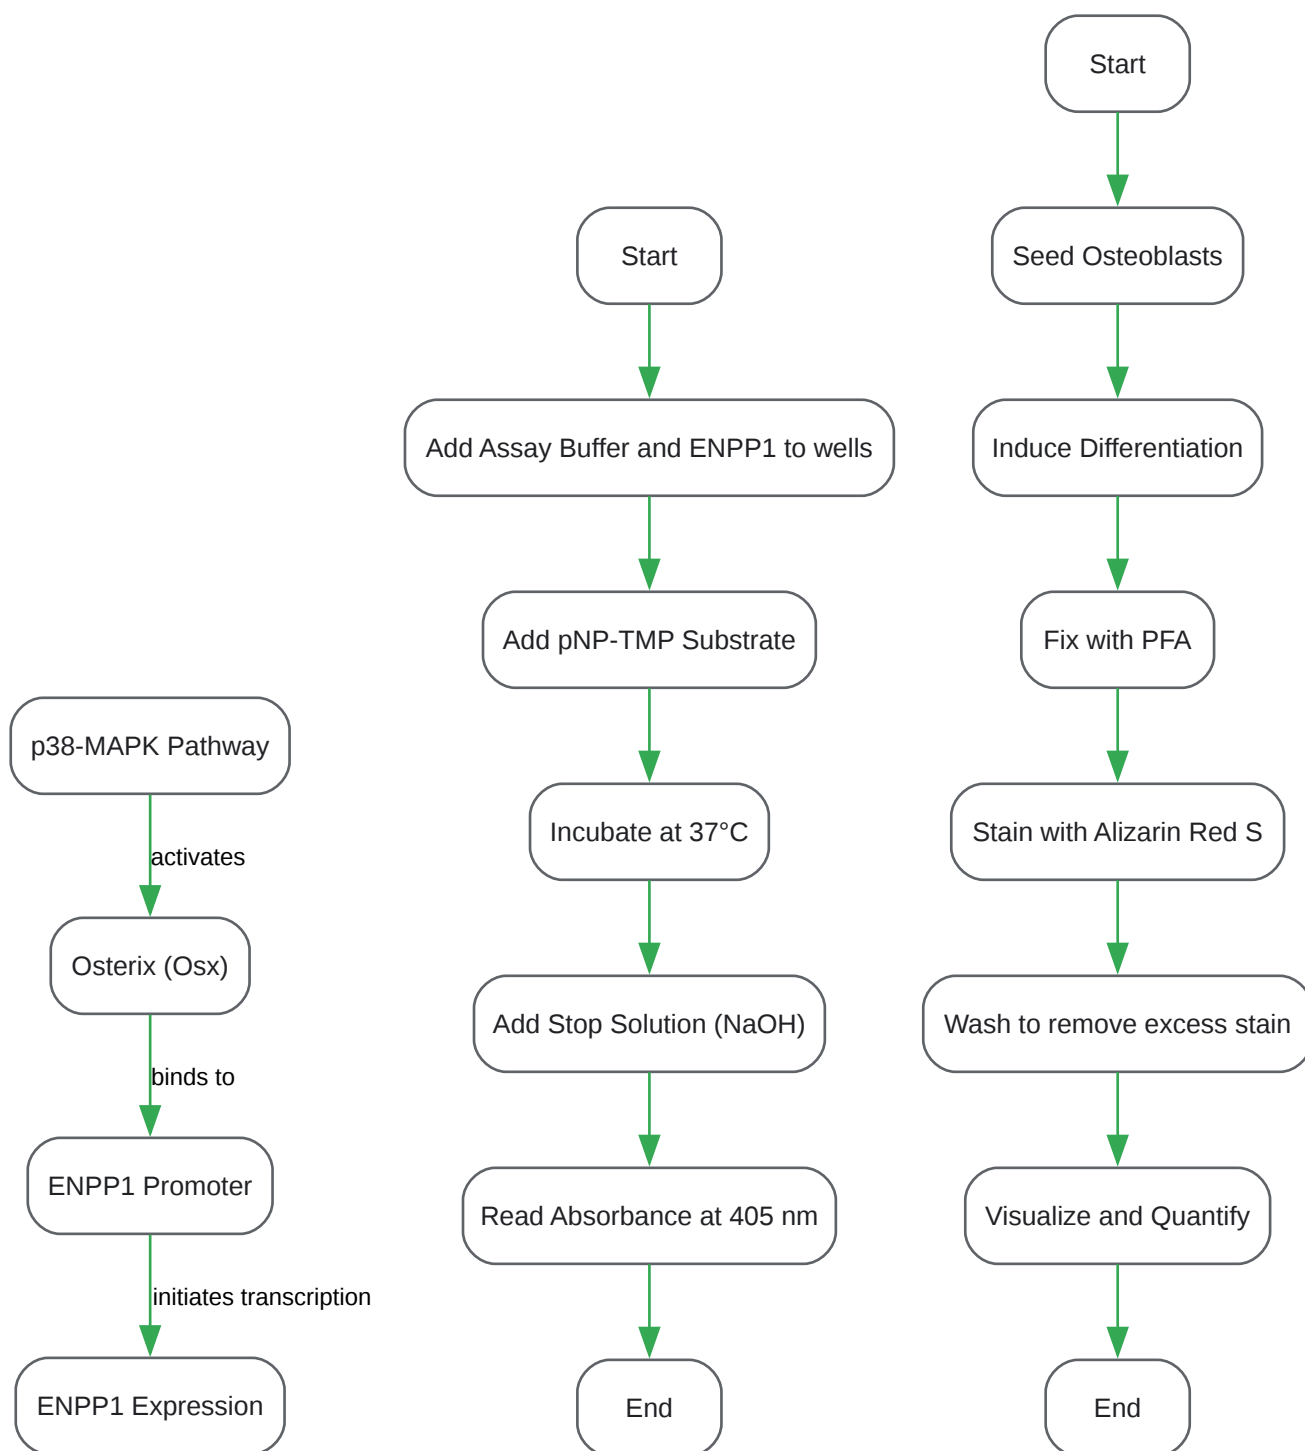 p38-MAPK Pathway
activates
Osterix (Osx)
binds to
ENPP1 Promoter
initiates transcription
ENPP1 Expression
Start
Add Assay Buffer and ENPP1 to wells
Add pNP-TMP Substrate
Incubate at 37°C
Add Stop Solution (NaOH)
Read Absorbance at 405 nm
End
Start
Seed Osteoblasts
Induce Differentiation
Fix with PFA
Stain with Alizarin Red S
Wash to remove excess stain
Visualize and Quantify
End